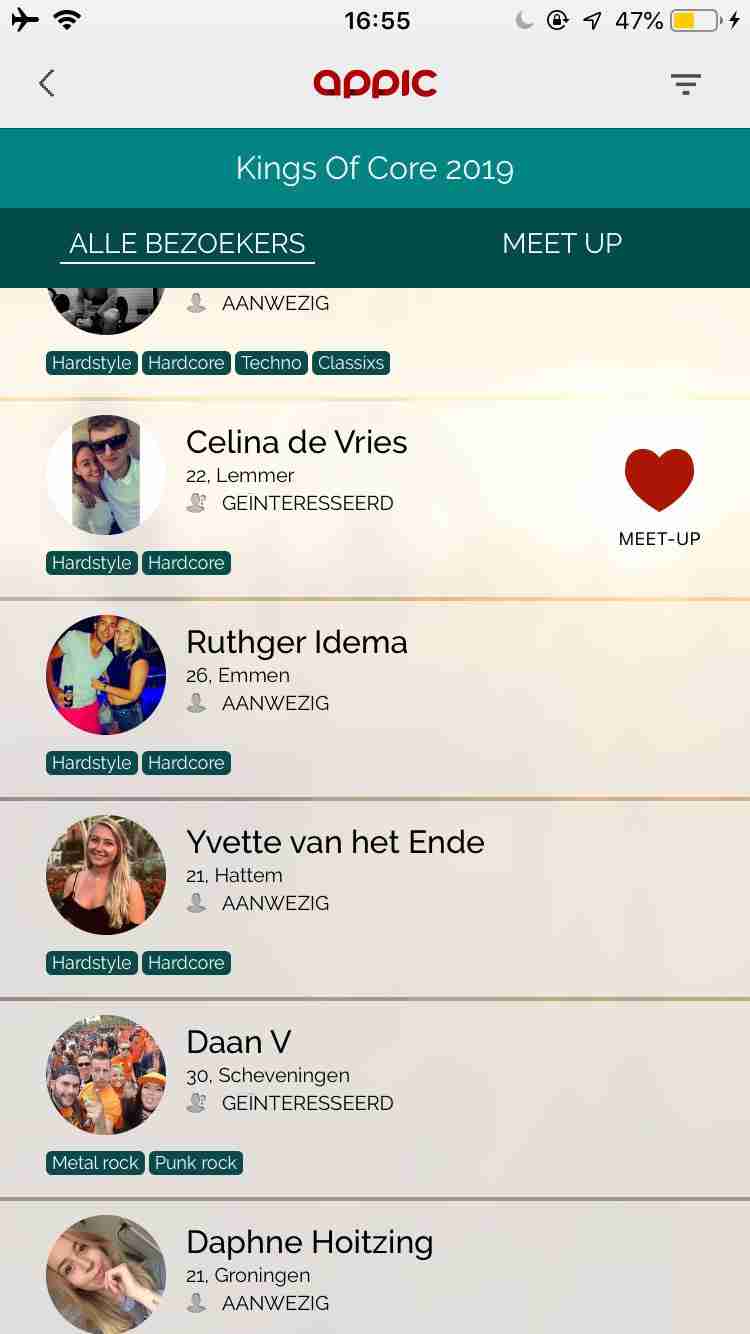 16:55
47%
appic
Kings Of Core 2019
ALLE BEZOEKERS
MEET UP
AANWEZIG
Hardstyle Hardcore Techno Classixs
Celina de Vries
22, Lemmer
GEÏNTERESSEERD
MEET-UP
Hardstyle Hardcore
Ruthger Idema
26, Emmen
AANWEZIG
Hardstyle Hardcore
Yvette van het Ende
21, Hattem
AANWEZIG
Hardstyle Hardcore
Daan V
30, Scheveningen
GEÏNTERESSEERD
Metal rock Punk rock
Daphne Hoitzing
21, Groningen
AANWEZIG